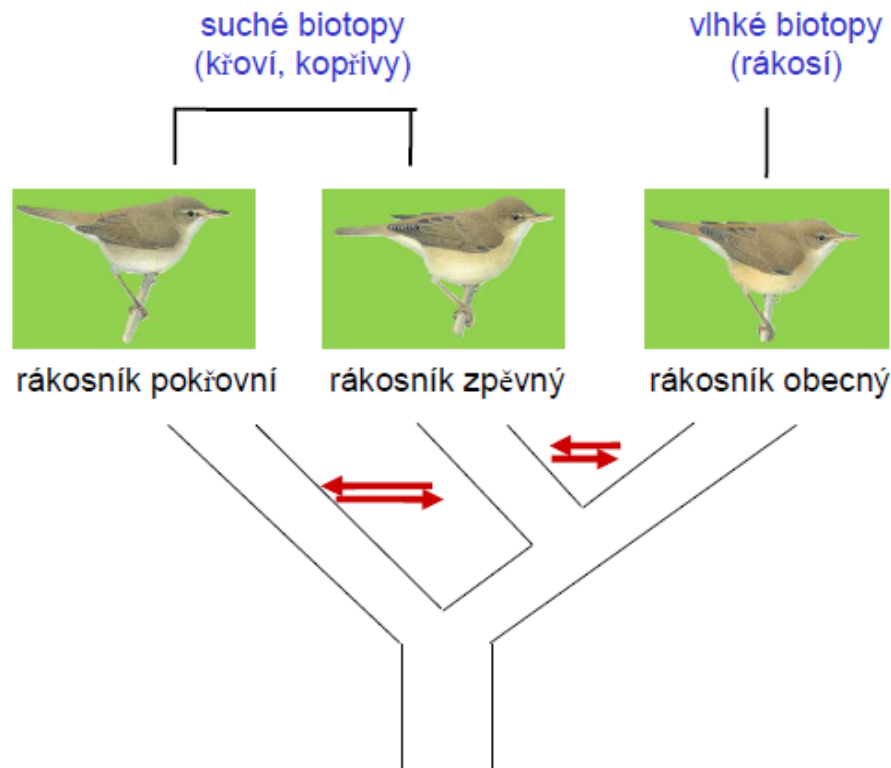 suché biotopy
(křoví, kopřivy)
vlhké biotopy
(rákosí)
rákosník pokřovní
rákosník zpěvný
rákosník obecný